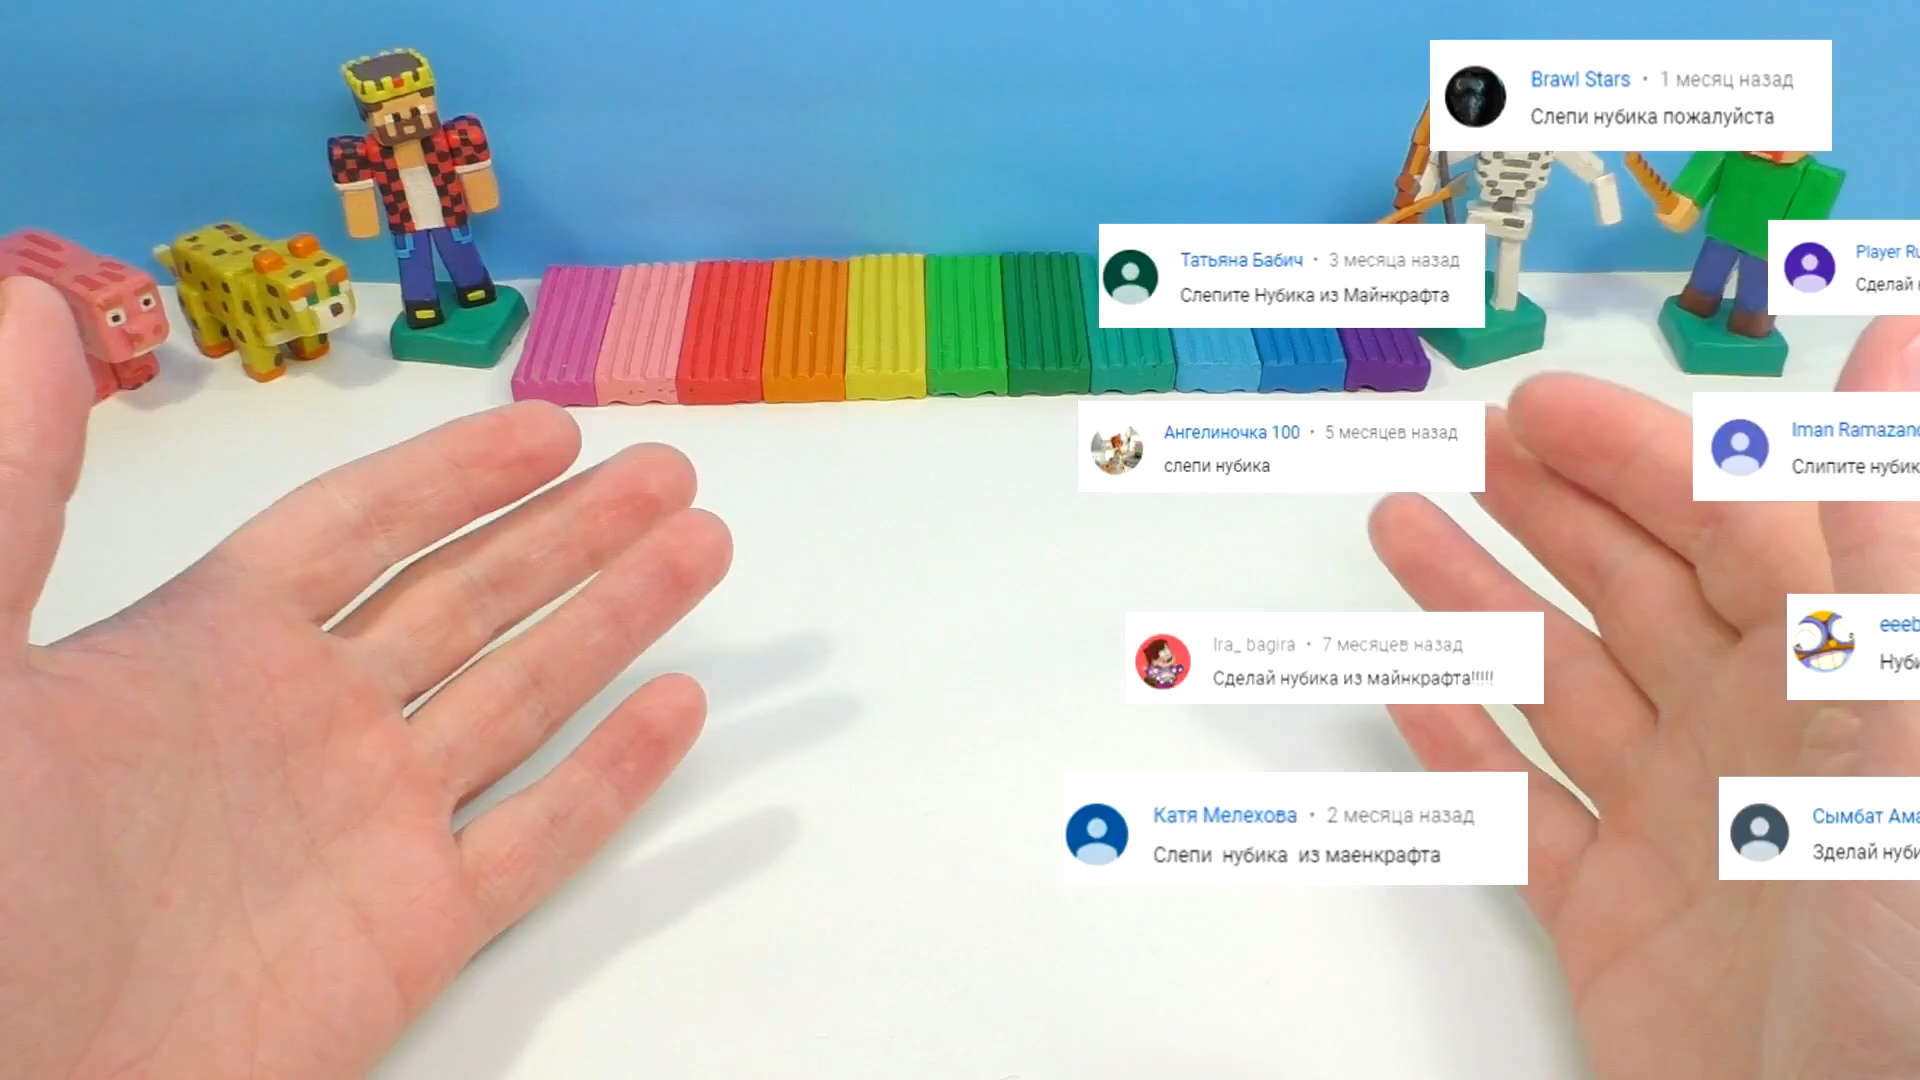 Brawl Stars • 1 месяц назад
Слепи нубика пожалуйста
Татьяна Бабич • 3 месяца назад
Слепите Нубика из Майнкрафта
Player
Сделай
Ангелиночка 100 • 5 месяцев назад
слепи нубика
Iman
Слипите
Ira_ bagira • 7 месяцев назад
Сделай нубика из майнкрафта!!!!!
Катя Мелехова • 2 месяца назад
Слепи нубика из маенкрафта
Сымбат
Зделай